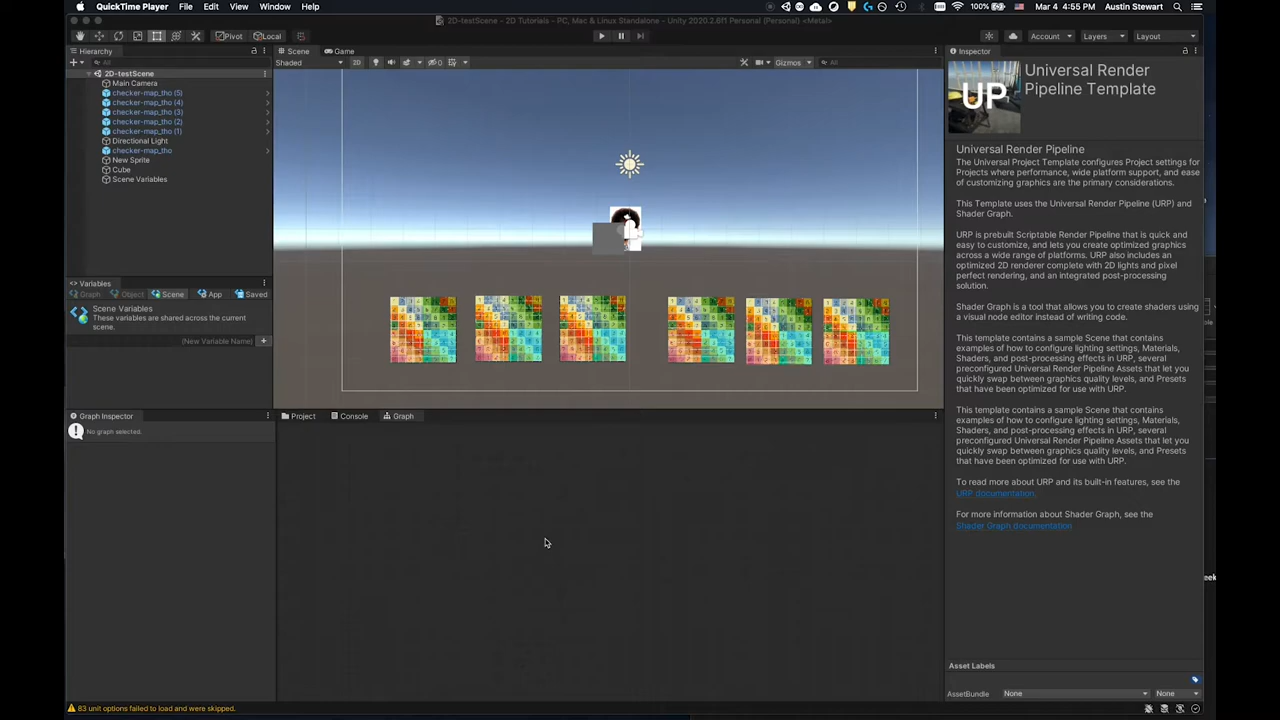 QuickTime Player File Edit View Window Help
100% Mar 4 4:55 PM Austin Stewart
2D-testScene - 2D Tutorials - PC, Mac & Linux Standalone - Unity 2020.2.6f1 Personal (Personal) <Metal>
Pivot Local Account Layers Layout
Hierarchy
All
2D-testScene
Main Camera
checker-map_tho (5)
checker-map_tho (4)
checker-map_tho (3)
checker-map_tho (2)
checker-map_tho (1)
Directional Light
checker-map_tho
New Sprite
Cube
Scene Variables
Variables
Graph Object Scene App Saved
Scene Variables
These variables are shared across the current
scene.
(New Variable Name)
Graph Inspector
No graph selected.
Scene Game
Shaded 2D 0 Gizmos All
Project Console Graph
Inspector
UP
Universal Render
Pipeline Template
Universal Render Pipeline
The Universal Project Template configures Project settings for
Projects where performance, wide platform support, and ease
of customizing graphics are the primary considerations.
This Template uses the Universal Render Pipeline (URP) and
Shader Graph.
URP is prebuilt Scriptable Render Pipeline that is quick and
easy to customize, and lets you create optimized graphics
across a wide range of platforms. URP also includes an
optimized 2D renderer complete with 2D lights and pixel
perfect rendering, and an integrated post-processing
solution.
Shader Graph is a tool that allows you to create shaders using
a visual node editor instead of writing code.
This template contains a sample Scene that contains
examples of how to configure lighting settings, Materials,
Shaders, and post-processing effects in URP, several
preconfigured Universal Render Pipeline Assets that let you
quickly swap between graphics quality levels, and Presets
that have been optimized for use with URP.
This template contains a sample Scene that contains
examples of how to configure lighting settings, Materials,
Shaders, and post-processing effects in URP, several
preconfigured Universal Render Pipeline Assets that let you
quickly swap between graphics quality levels, and Presets
that have been optimized for use with URP.
To read more about URP and its built-in features, see the
URP documentation.
For more information about Shader Graph, see the
Shader Graph documentation
Asset Labels
AssetBundle None None
83 unit options failed to load and were skipped.